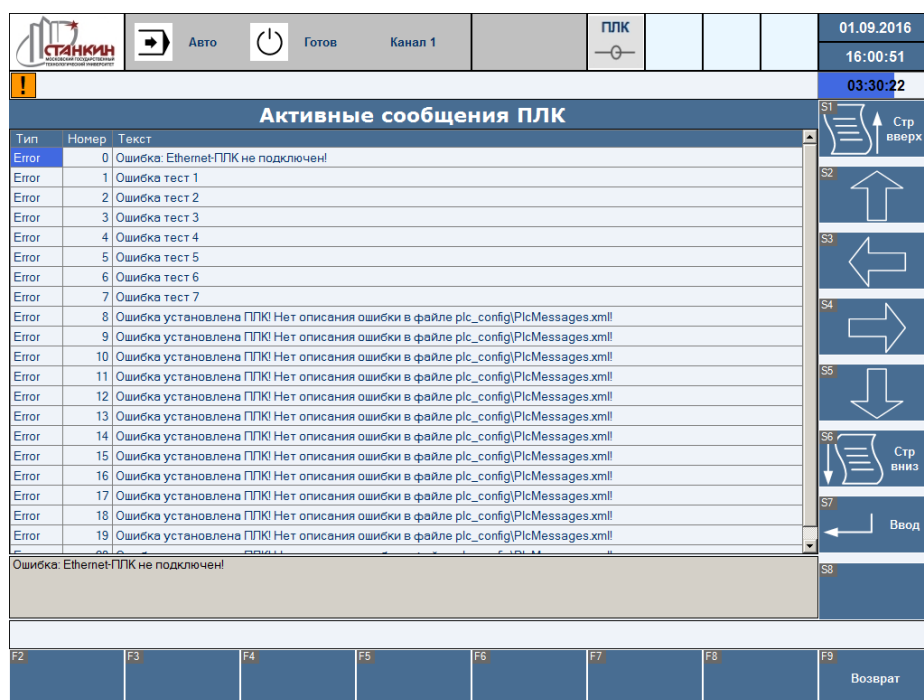 СТАНКИН
МОСКОВСКИЙ ГОСУДАРСТВЕННЫЙ
ТЕХНОЛОГИЧЕСКИЙ УНИВЕРСИТЕТ
Авто
Готов
Канал 1
ПЛК
01.09.2016
16:00:51
!
03:30:22
Активные сообщения ПЛК
Тип Номер Текст
Error 0 Ошибка: Ethernet-ПЛК не подключен!
Error 1 Ошибка тест 1
Error 2 Ошибка тест 2
Error 3 Ошибка тест 3
Error 4 Ошибка тест 4
Error 5 Ошибка тест 5
Error 6 Ошибка тест 6
Error 7 Ошибка тест 7
Error 8 Ошибка установлена ПЛК! Нет описания ошибки в файле plc_config\PlcMessages.xml!
Error 9 Ошибка установлена ПЛК! Нет описания ошибки в файле plc_config\PlcMessages.xml!
Error 10 Ошибка установлена ПЛК! Нет описания ошибки в файле plc_config\PlcMessages.xml!
Error 11 Ошибка установлена ПЛК! Нет описания ошибки в файле plc_config\PlcMessages.xml!
Error 12 Ошибка установлена ПЛК! Нет описания ошибки в файле plc_config\PlcMessages.xml!
Error 13 Ошибка установлена ПЛК! Нет описания ошибки в файле plc_config\PlcMessages.xml!
Error 14 Ошибка установлена ПЛК! Нет описания ошибки в файле plc_config\PlcMessages.xml!
Error 15 Ошибка установлена ПЛК! Нет описания ошибки в файле plc_config\PlcMessages.xml!
Error 16 Ошибка установлена ПЛК! Нет описания ошибки в файле plc_config\PlcMessages.xml!
Error 17 Ошибка установлена ПЛК! Нет описания ошибки в файле plc_config\PlcMessages.xml!
Error 18 Ошибка установлена ПЛК! Нет описания ошибки в файле plc_config\PlcMessages.xml!
Error 19 Ошибка установлена ПЛК! Нет описания ошибки в файле plc_config\PlcMessages.xml!
Ошибка: Ethernet-ПЛК не подключен!
S1
Стр
вверх
S2
S3
S4
S5
S6
Стр
вниз
S7
Ввод
S8
F2
F3
F4
F5
F6
F7
F8
F9
Возврат